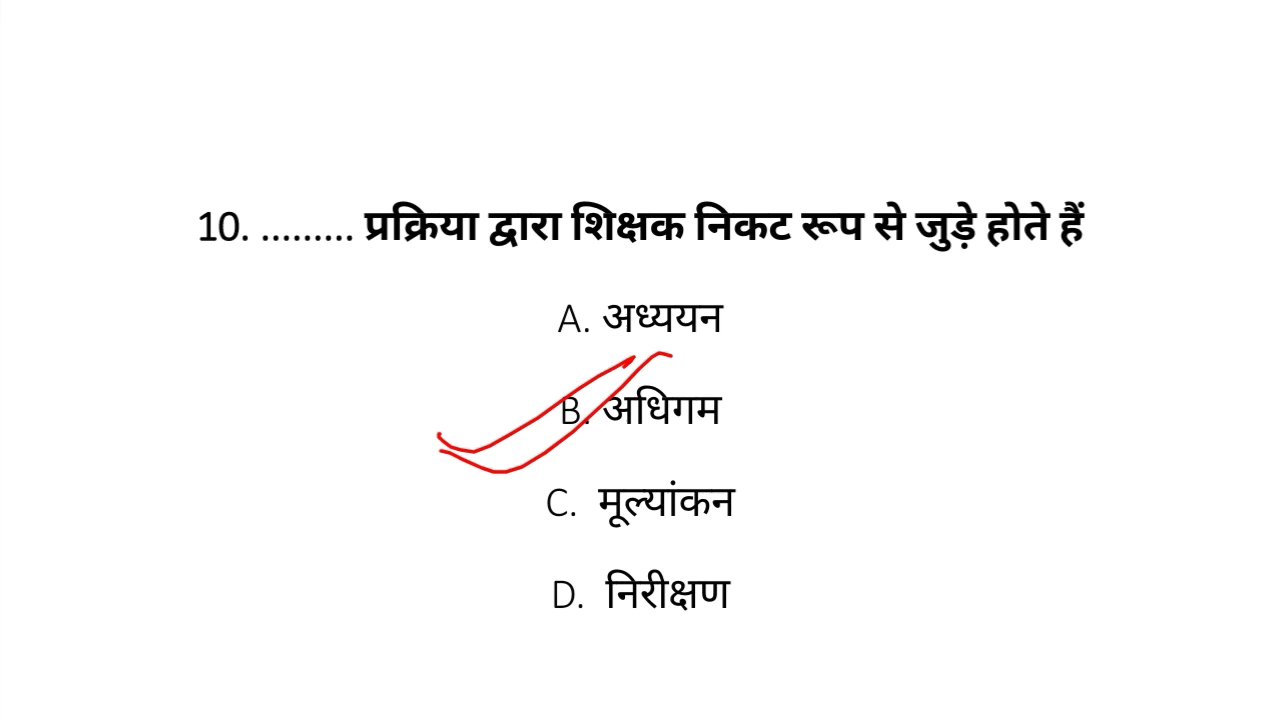 10. ......... प्रक्रिया द्वारा शिक्षक निकट रूप से जुड़े होते हैं
A. अध्ययन
B. अधिगम
C. मूल्यांकन
D. निरीक्षण